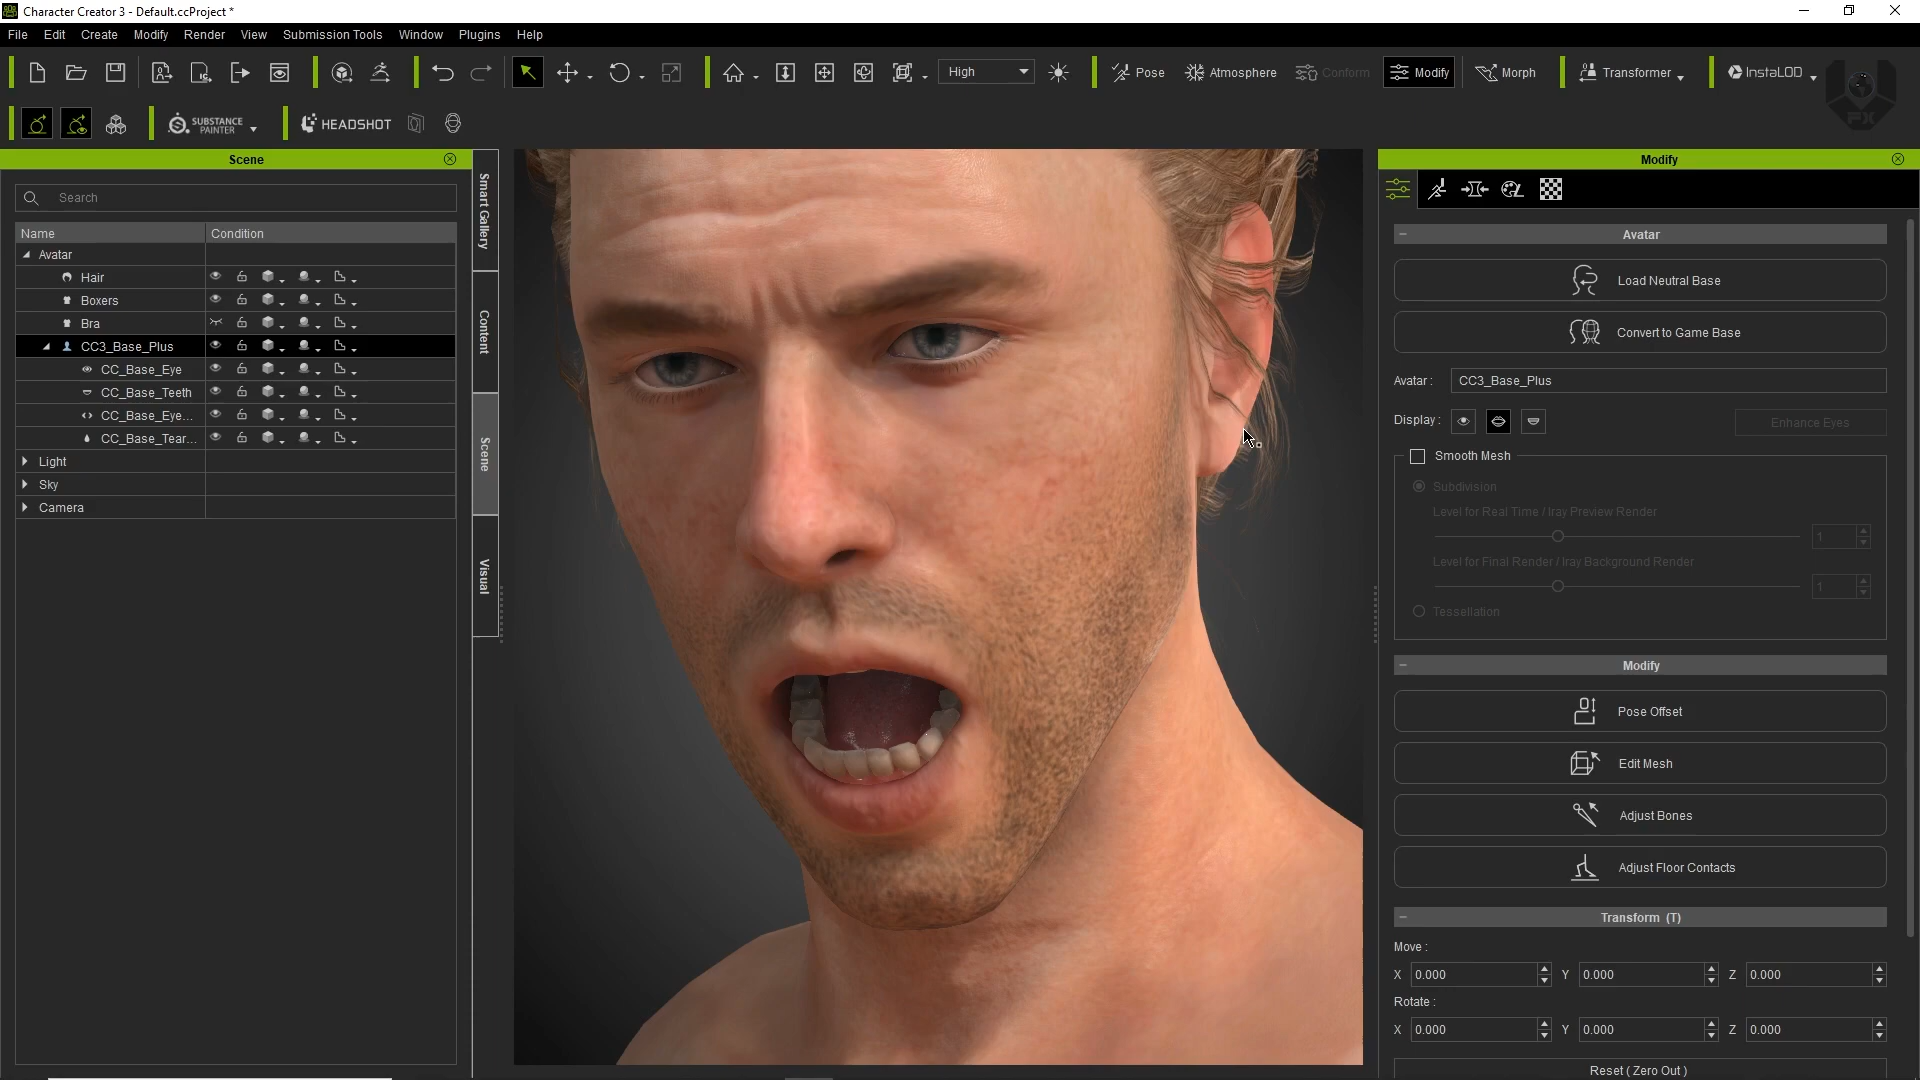 Character Creator 3 - Default.ccProject *
File Edit Create Modify Render View Submission Tools Window Plugins Help
High Pose Atmosphere Conform Modify Morph Transformer InstaLOD
SUBSTANCE PAINTER HEADSHOT FX
Scene
Search
Name Condition
Avatar
Hair
Boxers
Bra
CC3_Base_Plus
CC_Base_Eye
CC_Base_Teeth
CC_Base_Eye...
CC_Base_Tear...
Light
Sky
Camera
Smart Gallery
Content
Scene
Visual
Modify
Avatar
Load Neutral Base
Convert to Game Base
Avatar : CC3_Base_Plus
Display : Enhance Eyes
Smooth Mesh
Subdivision
Level for Real Time / Iray Preview Render
1
Level for Final Render / Iray Background Render
1
Tessellation
Modify
Pose Offset
Edit Mesh
Adjust Bones
Adjust Floor Contacts
Transform (T)
Move :
X 0.000 Y 0.000 Z 0.000
Rotate :
X 0.000 Y 0.000 Z 0.000
Reset ( Zero Out )